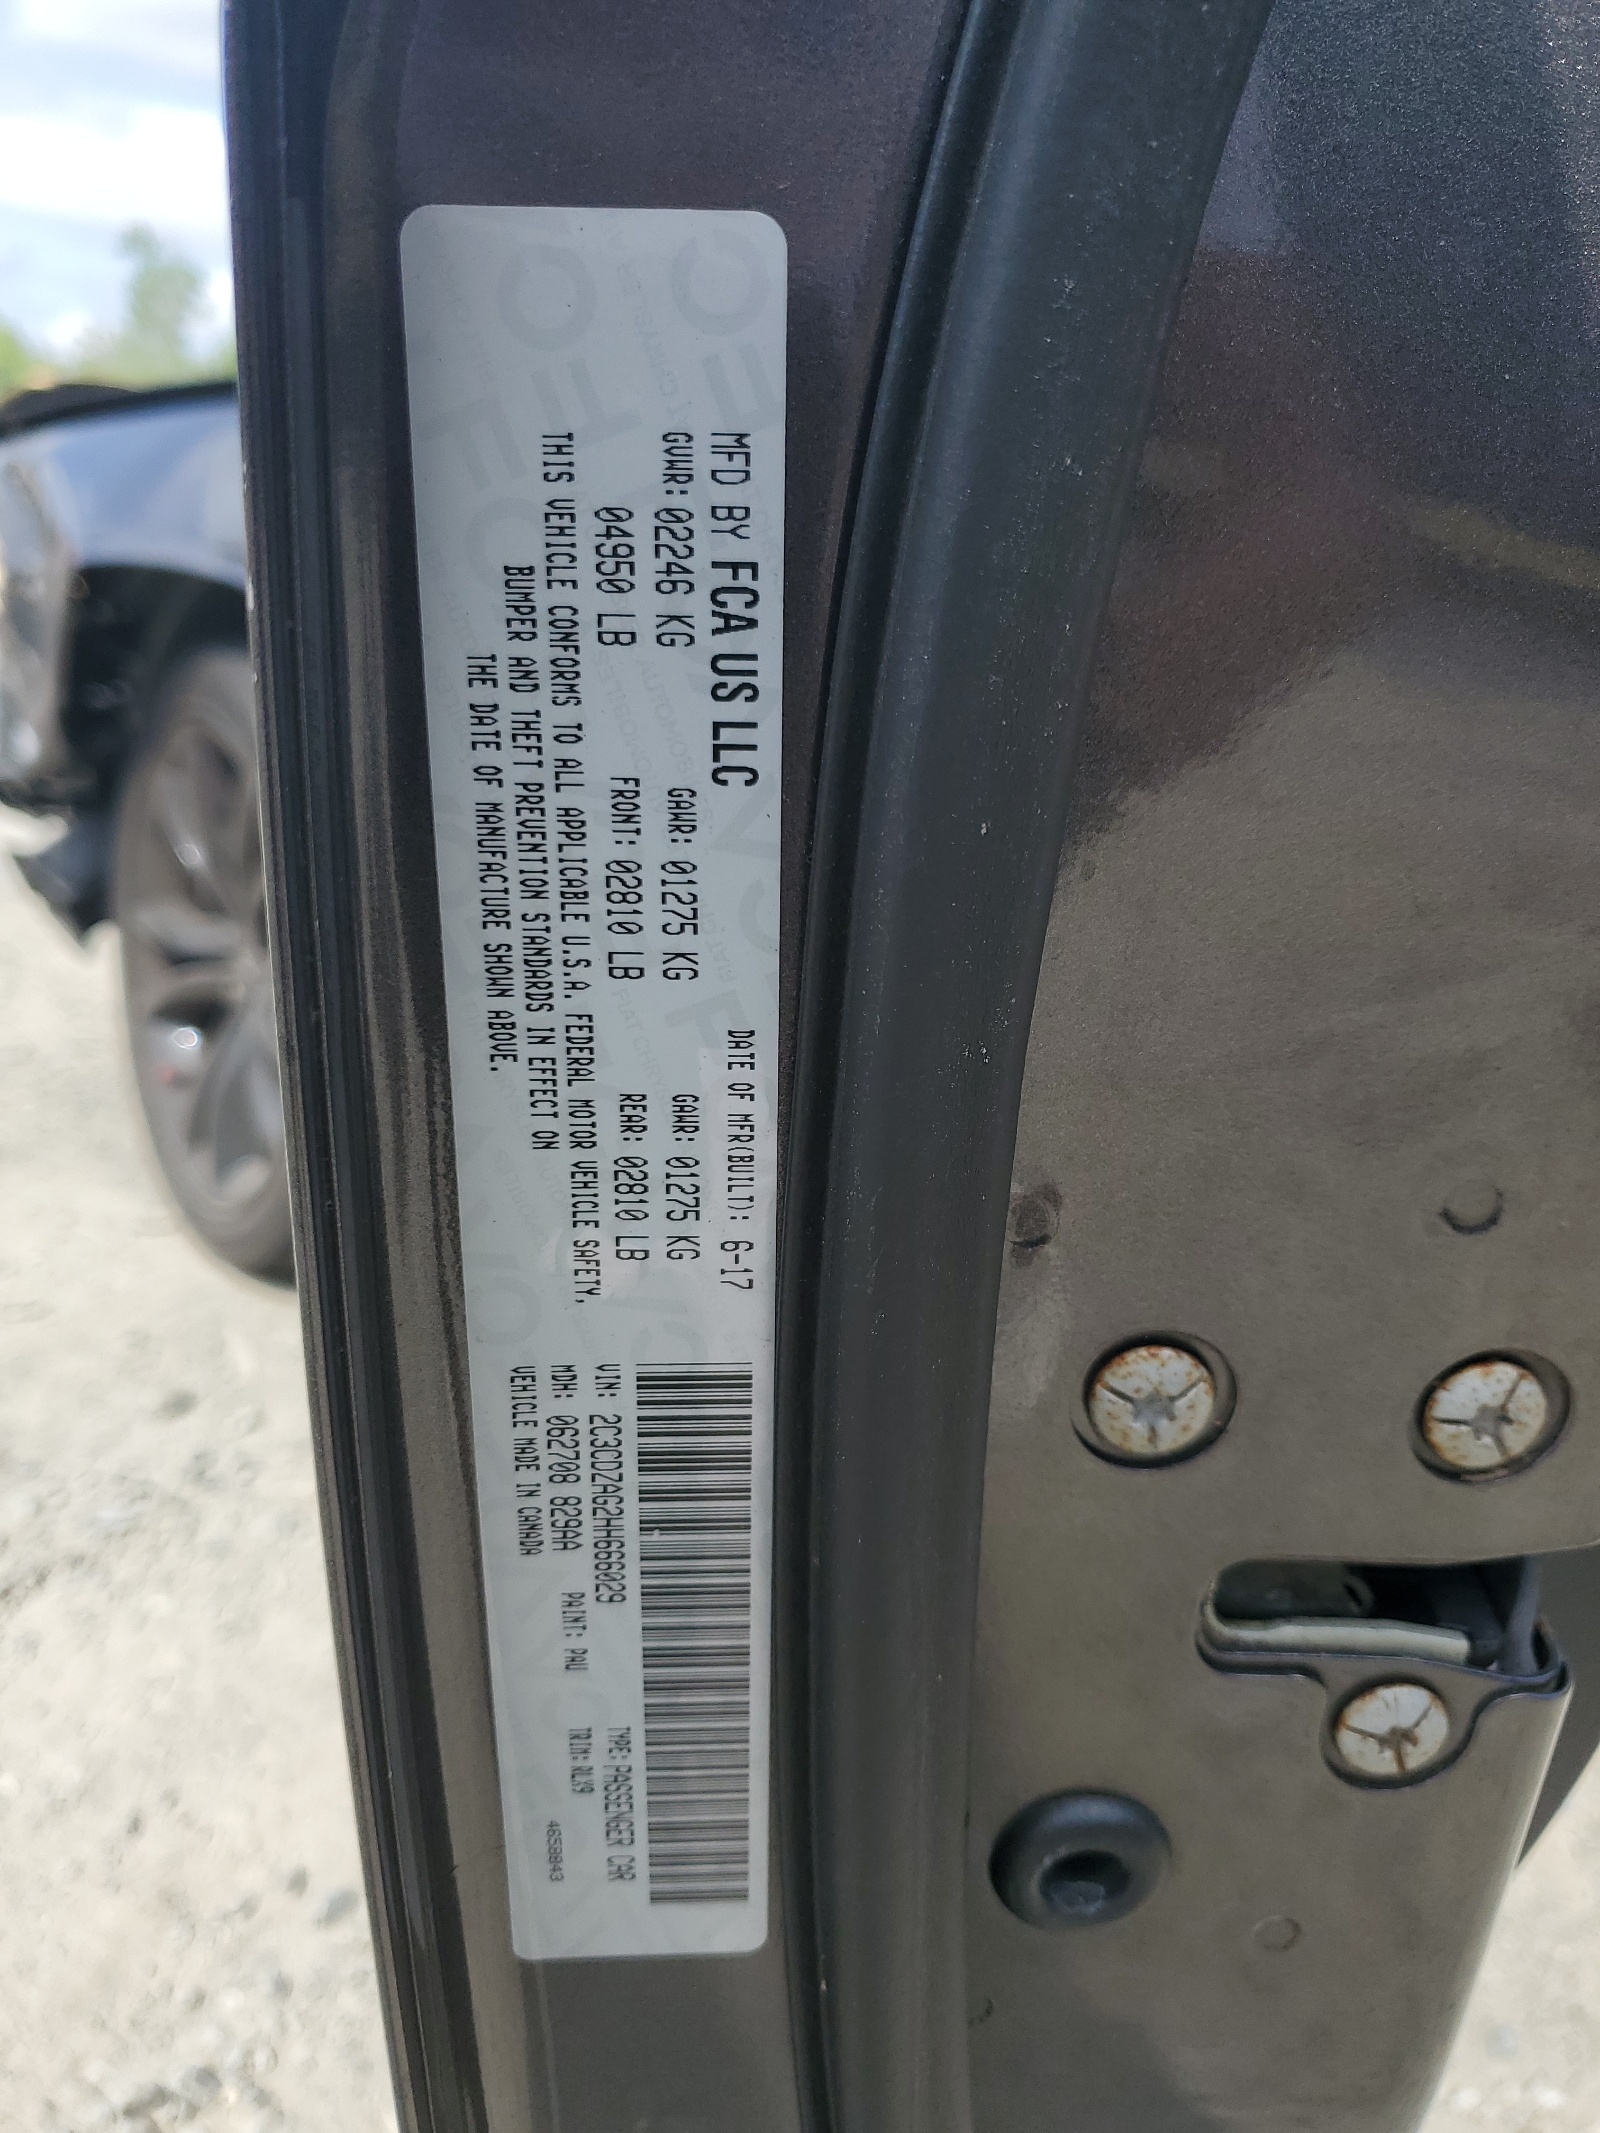 MFD BY FCA US LLC
DATE OF MFR(BUILT): 6-17
GVWR: 02246 KG GAWR: 01275 KG GAWR: 01275 KG
04950 LB FRONT: 02810 LB REAR: 02810 LB
THIS VEHICLE CONFORMS TO ALL APPLICABLE U.S.A. FEDERAL MOTOR VEHICLE SAFETY,
BUMPER AND THEFT PREVENTION STANDARDS IN EFFECT ON
THE DATE OF MANUFACTURE SHOWN ABOVE.
VIN: 2C3CDZAG2HH666029 TYPE: PASSENGER CAR
MDH: 062708 829AA PAINT: PAU TRIM: RLX9
VEHICLE MADE IN CANADA 4658843